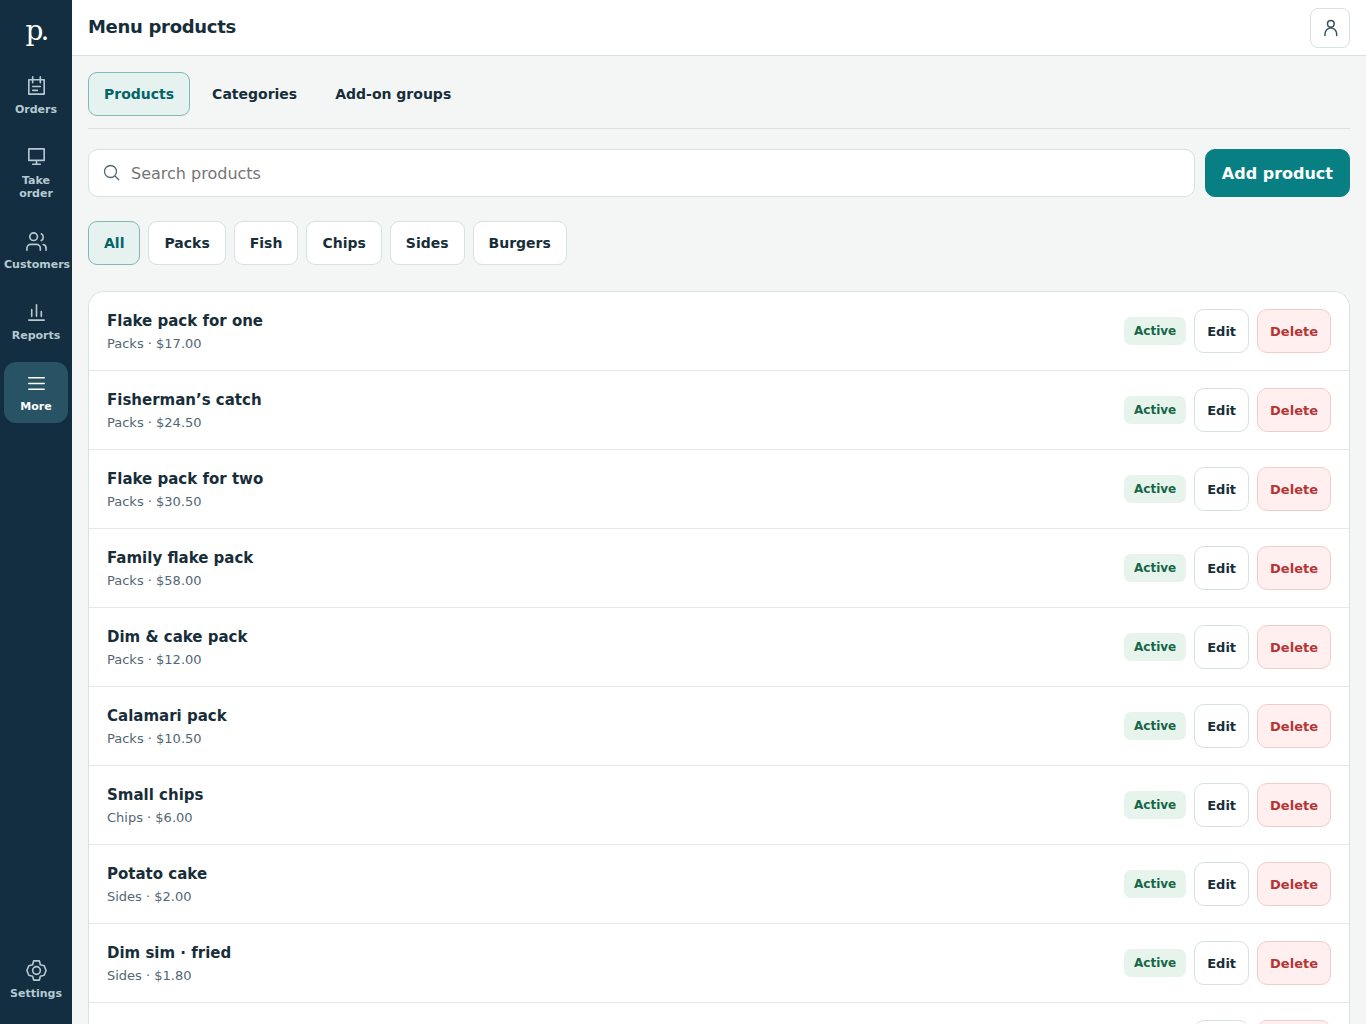 p.
Menu products
Orders
Take
order
Customers
Reports
More
Settings
Products
Categories
Add-on groups
Search products
Add product
All
Packs
Fish
Chips
Sides
Burgers
Flake pack for one
Packs · $17.00
Active
Edit
Delete
Fisherman’s catch
Packs · $24.50
Active
Edit
Delete
Flake pack for two
Packs · $30.50
Active
Edit
Delete
Family flake pack
Packs · $58.00
Active
Edit
Delete
Dim & cake pack
Packs · $12.00
Active
Edit
Delete
Calamari pack
Packs · $10.50
Active
Edit
Delete
Small chips
Chips · $6.00
Active
Edit
Delete
Potato cake
Sides · $2.00
Active
Edit
Delete
Dim sim · fried
Sides · $1.80
Active
Edit
Delete